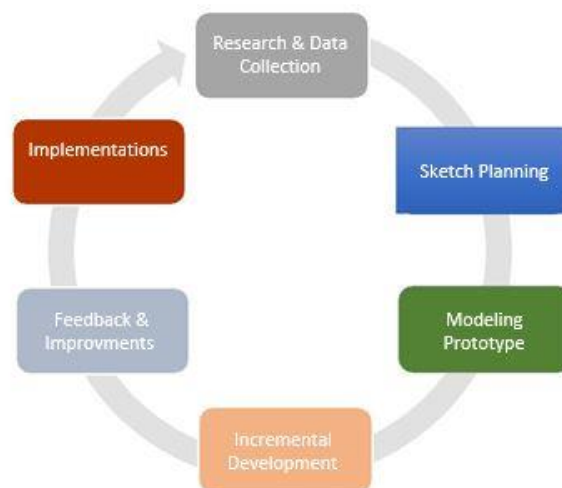 Research & Data
Collection
Sketch Planning
Modeling
Prototype
Incremental
Development
Feedback &
Improvments
Implementations